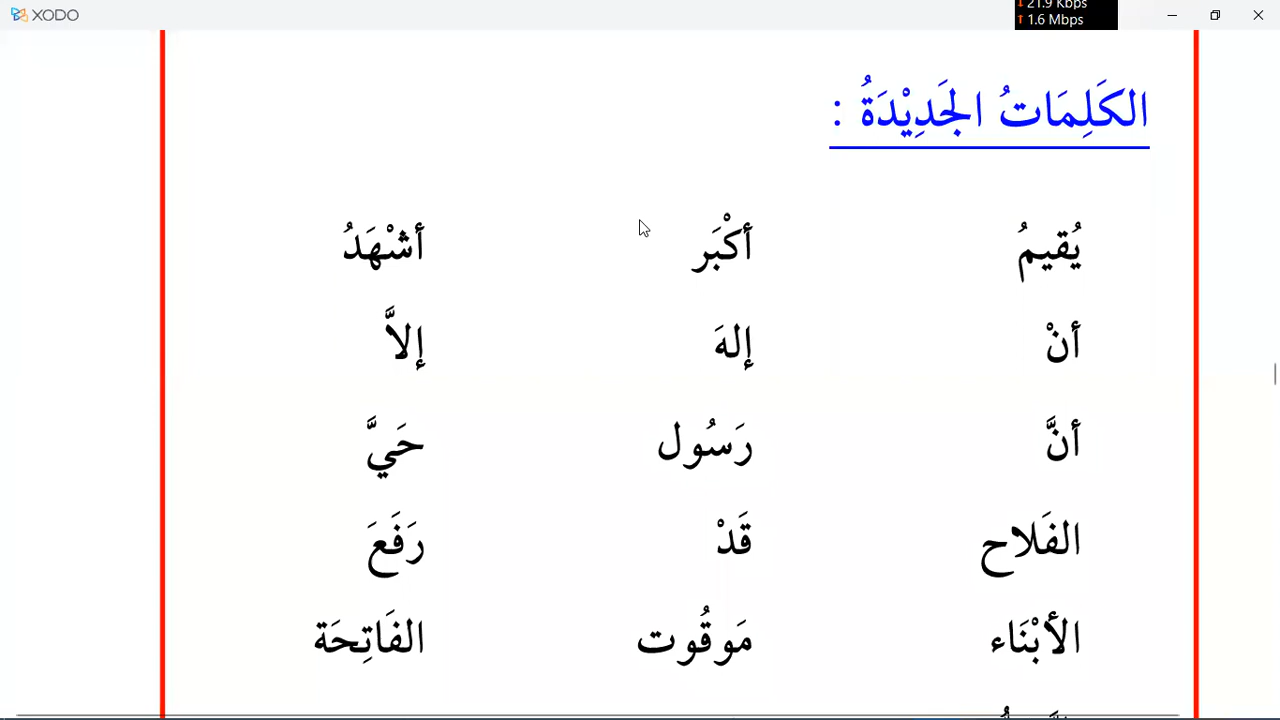 XODO
21.9 Kbps
1.6 Mbps
الكَلِمَاتُ الجَدِيْدَةُ :
يُقيمُ أكْبَر أشْهَدُ
أنْ إلهَ إلاَّ
أنَّ رَسُول حَيَّ
الفَلاح قَدْ رَفَعَ
الأبْنَاء مَوقُوت الفَاتِحَة